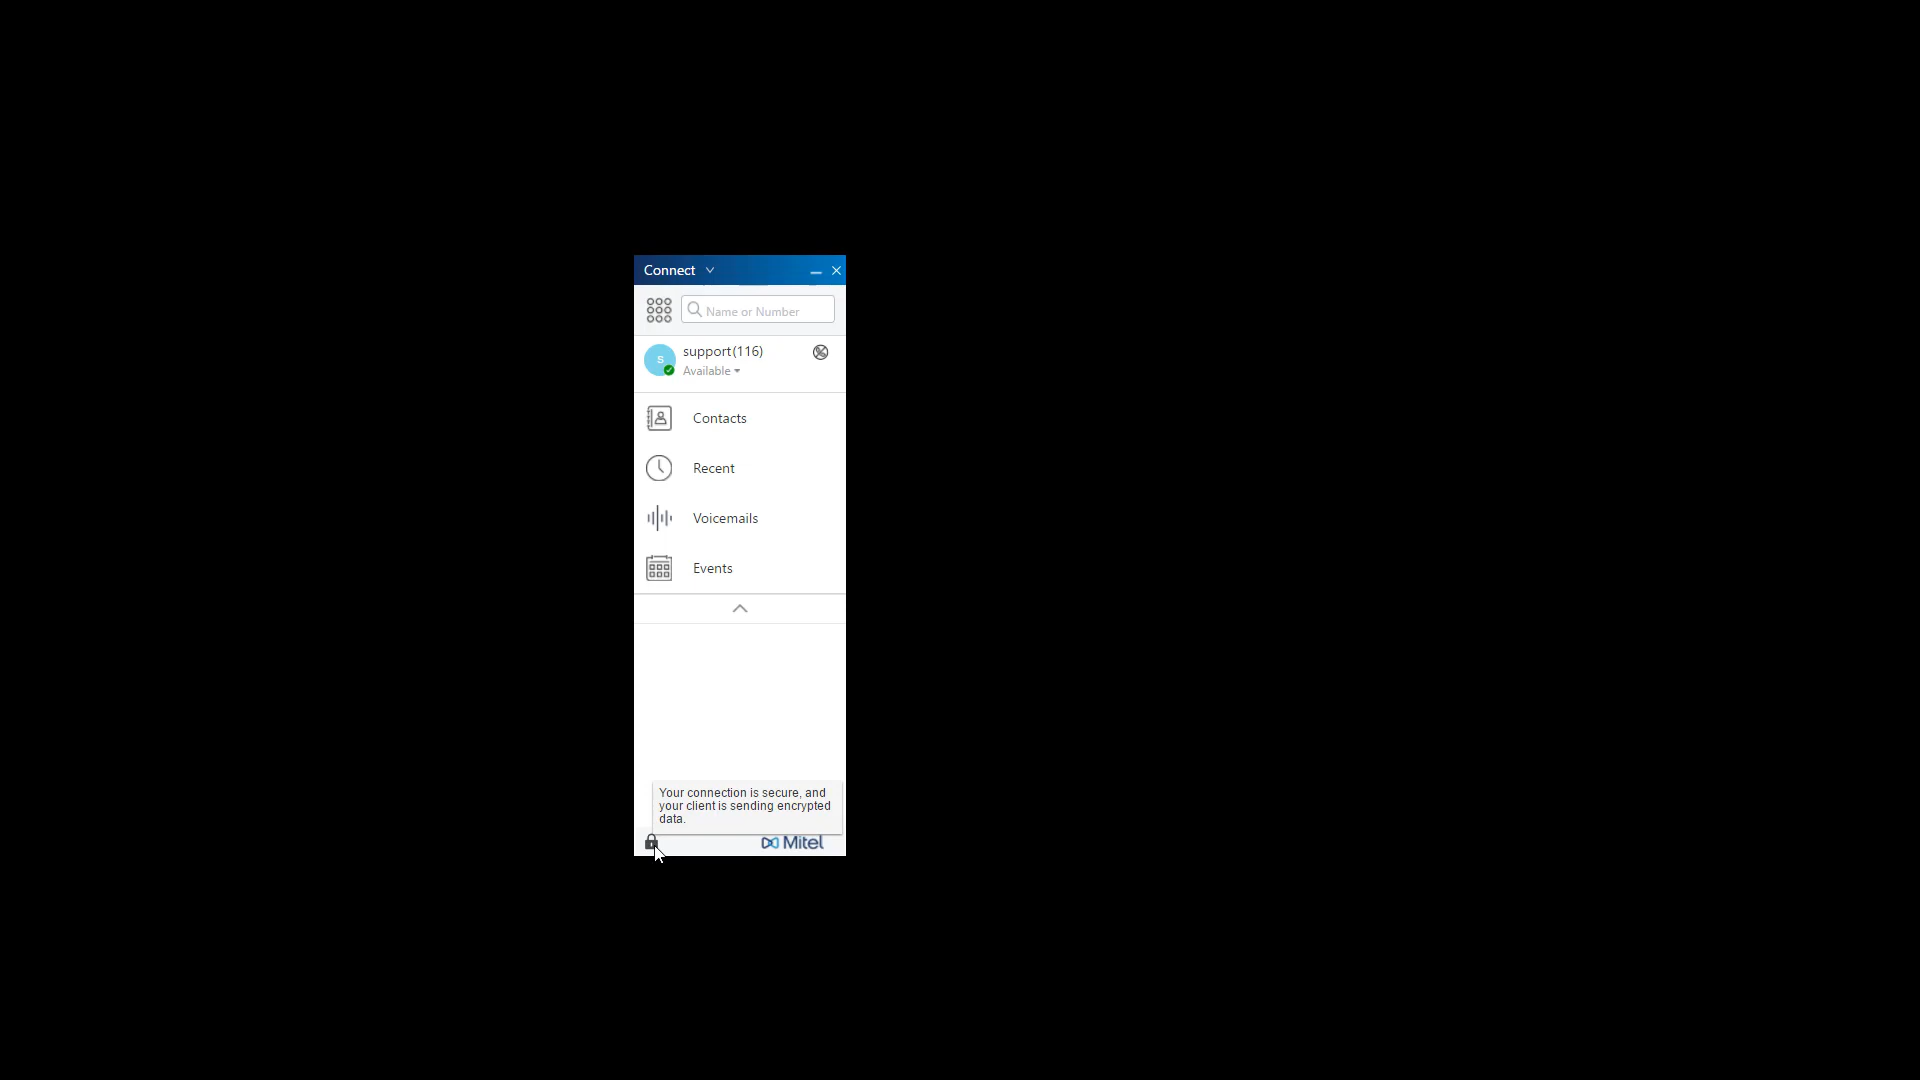 Connect
Name or Number
S
support(116)
Available
Contacts
Recent
Voicemails
Events
Your connection is secure, and
your client is sending encrypted
data.
Mitel